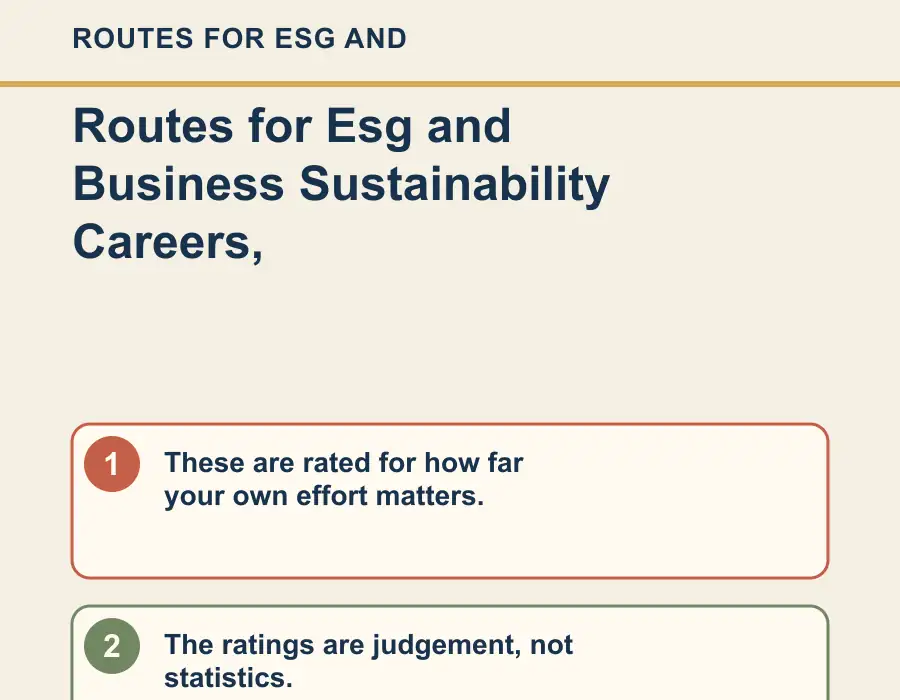 ROUTES FOR ESG AND
Routes for Esg and
Business Sustainability
Careers,
1
These are rated for how far
your own effort matters.
2
The ratings are judgement, not
statistics.